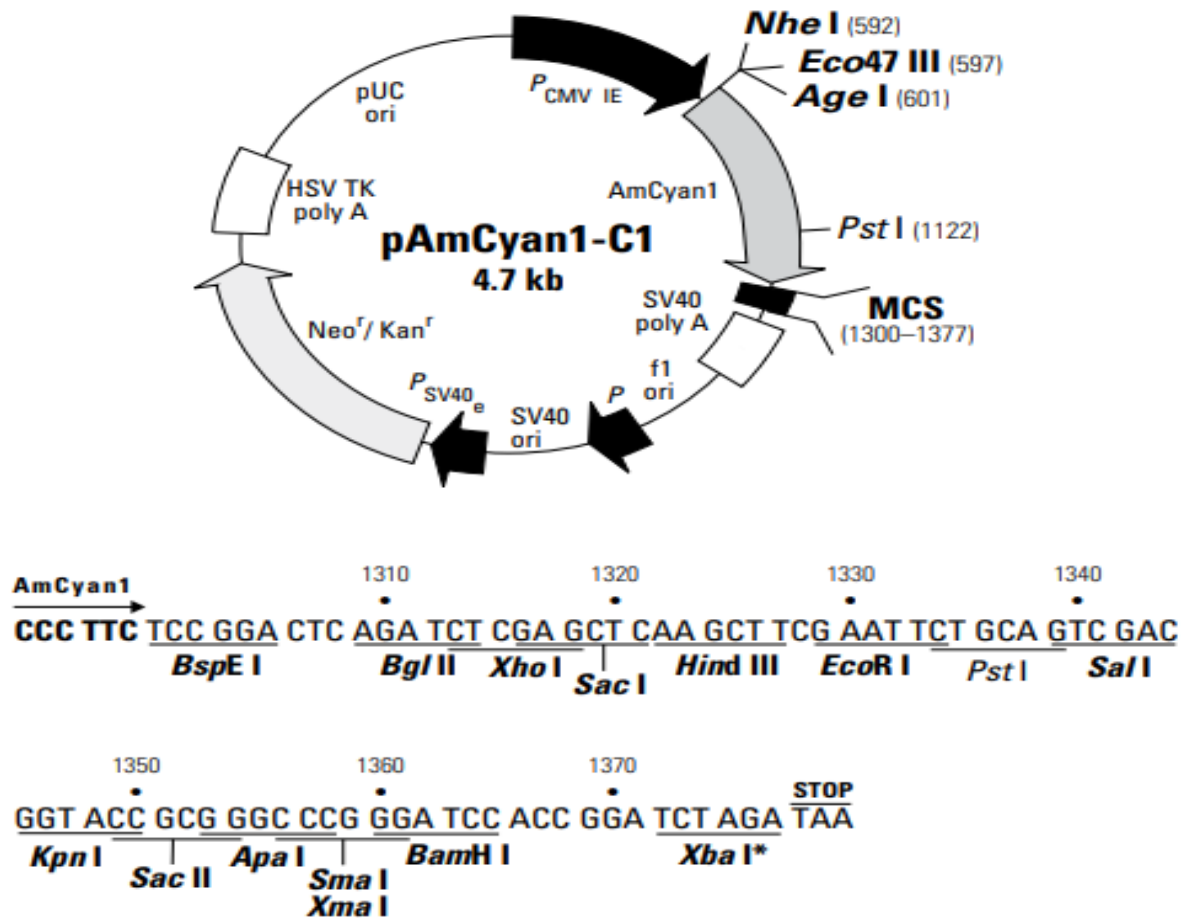 Nhe I (592)
Eco47 III (597)
Age I (601)
P CMV IE
pUC
ori
HSV TK
poly A
AmCyan1
pAmCyan1-C1
4.7 kb
Pst I (1122)
MCS
(1300–1377)
SV40
poly A
Neoʳ/ Kanʳ
f1
ori
P
P SV40 e
SV40
ori
AmCyan1
1310 1320 1330 1340
CCC TTC TCC GGA CTC AGA TCT CGA GCT CAA GCT TCG AAT TCT GCA GTC GAC
BspE I Bgl II Xho I Sac I Hind III EcoR I Pst I Sal I
1350 1360 1370 STOP
GGT ACC GCG GGC CCG GGA TCC ACC GGA TCT AGA TAA
Kpn I Sac II Apa I Sma I BamH I Xba I*
Xma I